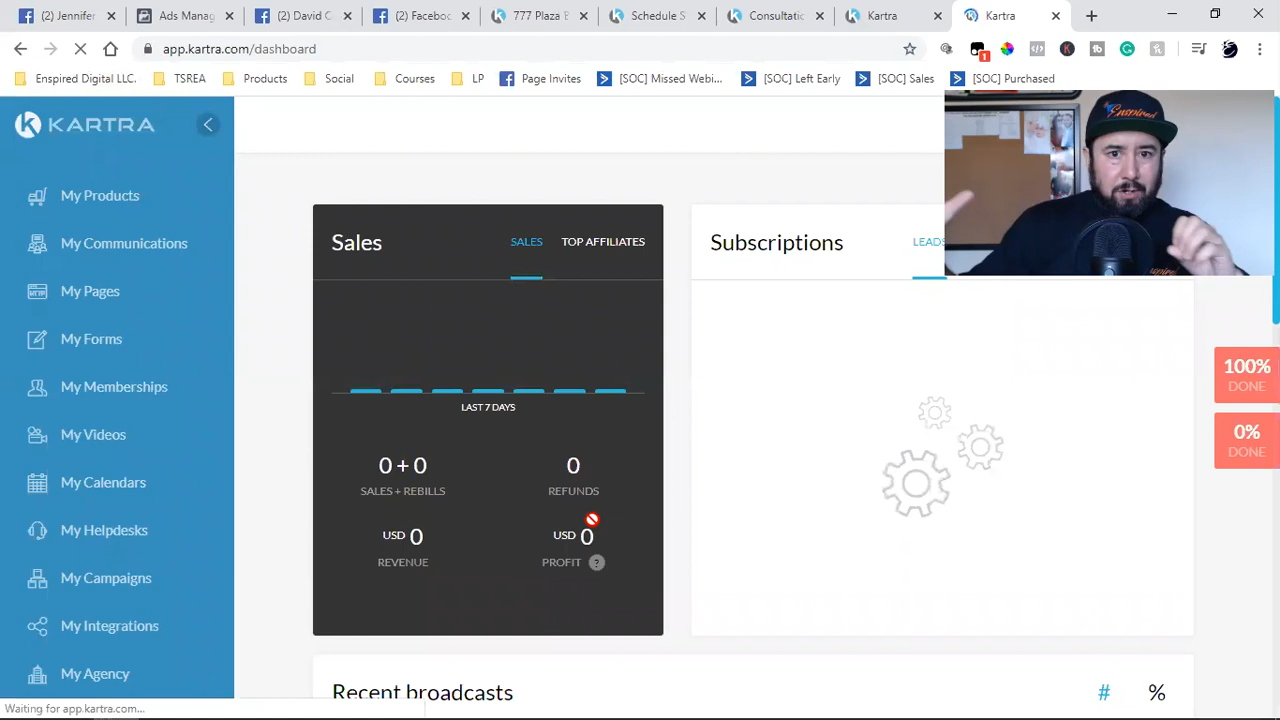 (2) Jennifer
Ads Manag
(2) David C
(2) Faceboo
777 Plaza B
Schedule S
Consultatio
Kartra
Kartra
app.kartra.com/dashboard
1
Enspired Digital LLC.
TSREA
Products
Social
Courses
LP
Page Invites
[SOC] Missed Webi...
[SOC] Left Early
[SOC] Sales
[SOC] Purchased
KARTRA
My Products
My Communications
My Pages
My Forms
My Memberships
My Videos
My Calendars
My Helpdesks
My Campaigns
My Integrations
My Agency
Sales
SALES
TOP AFFILIATES
LAST 7 DAYS
0 + 0
SALES + REBILLS
0
REFUNDS
USD 0
REVENUE
USD 0
PROFIT ?
Subscriptions
LEADS
100%
DONE
0%
DONE
Recent broadcasts
# %
Waiting for app.kartra.com...